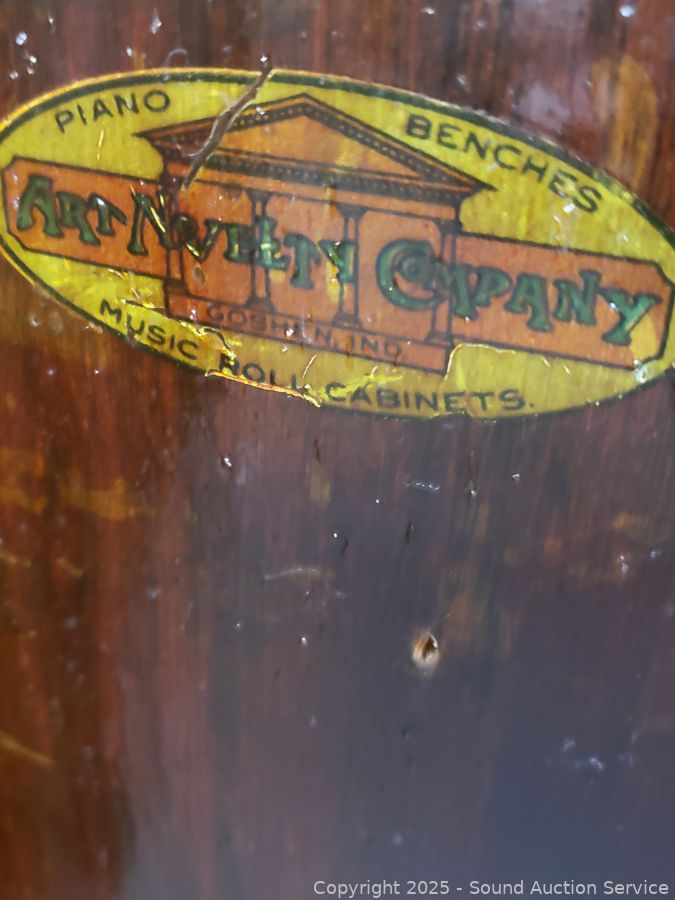 PIANO BENCHES
ART NOVELTY COMPANY
GOSHEN, IND.
MUSIC ROLL CABINETS.
Copyright 2025 - Sound Auction Service